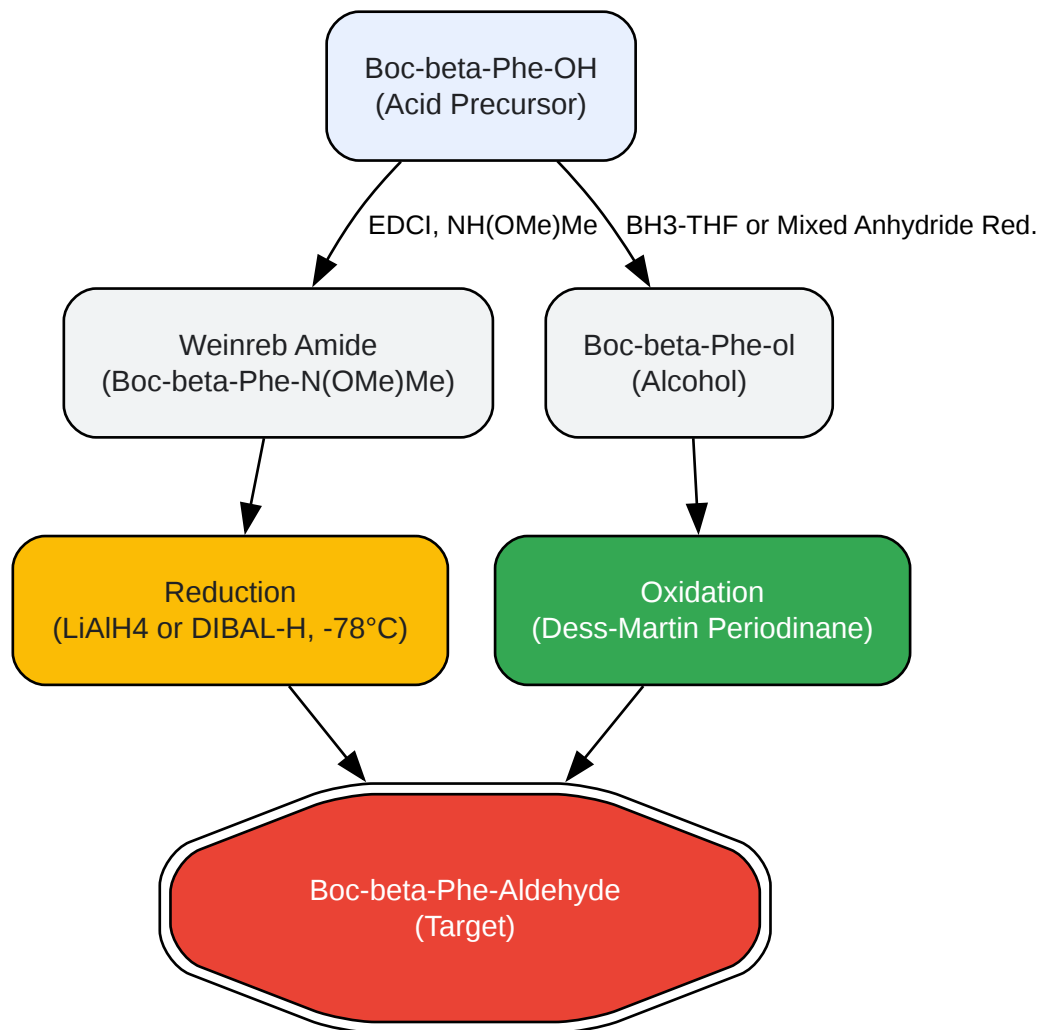 Boc-beta-Phe-OH
(Acid Precursor)
EDCI, NH(OMe)Me
BH3-THF or Mixed Anhydride Red.
Weinreb Amide
(Boc-beta-Phe-N(OMe)Me)
Boc-beta-Phe-ol
(Alcohol)
Reduction
(LiAlH4 or DIBAL-H, -78°C)
Oxidation
(Dess-Martin Periodinane)
Boc-beta-Phe-Aldehyde
(Target)